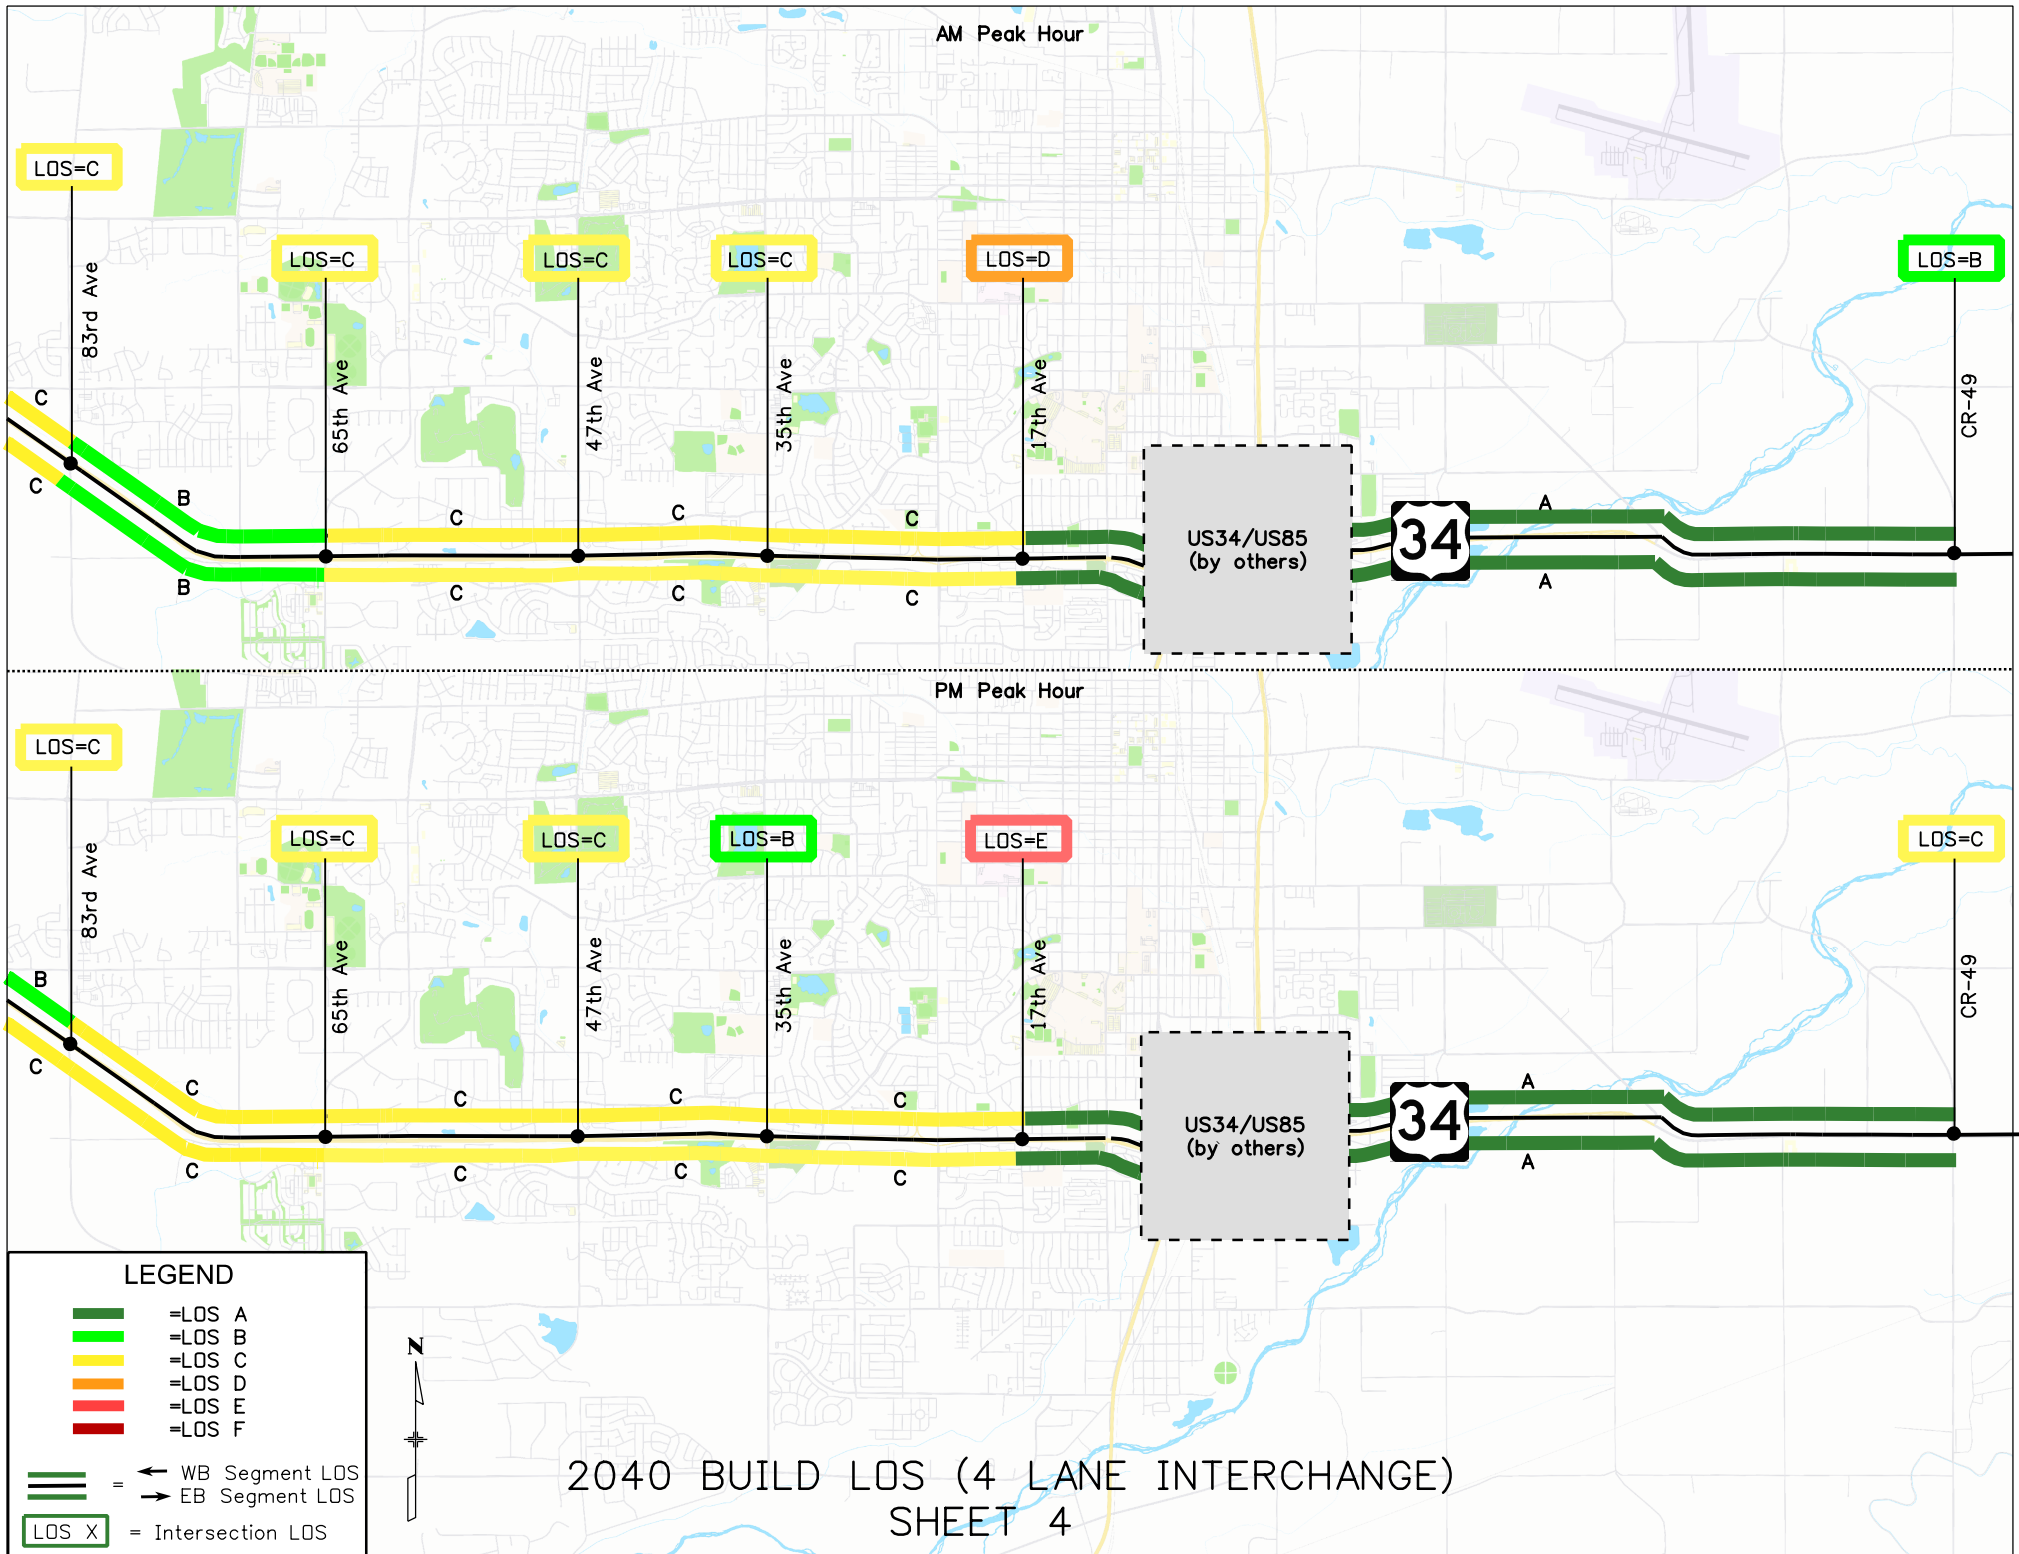 AM Peak Hour
LOS=C
LOS=C
LOS=C
LOS=C
LOS=D
LOS=B
83rd Ave
65th Ave
47th Ave
35th Ave
17th Ave
CR-49
C
C
B
B
C
C
C
C
C
C
US34/US85
(by others)
34
A
A
PM Peak Hour
LOS=C
LOS=C
LOS=C
LOS=B
LOS=E
LOS=C
83rd Ave
65th Ave
47th Ave
35th Ave
17th Ave
CR-49
B
C
C
C
C
C
C
C
C
C
US34/US85
(by others)
34
A
A
LEGEND
=LOS A
=LOS B
=LOS C
=LOS D
=LOS E
=LOS F
= WB Segment LOS
EB Segment LOS
LOS X = Intersection LOS
N
2040 BUILD LOS (4 LANE INTERCHANGE)
SHEET 4